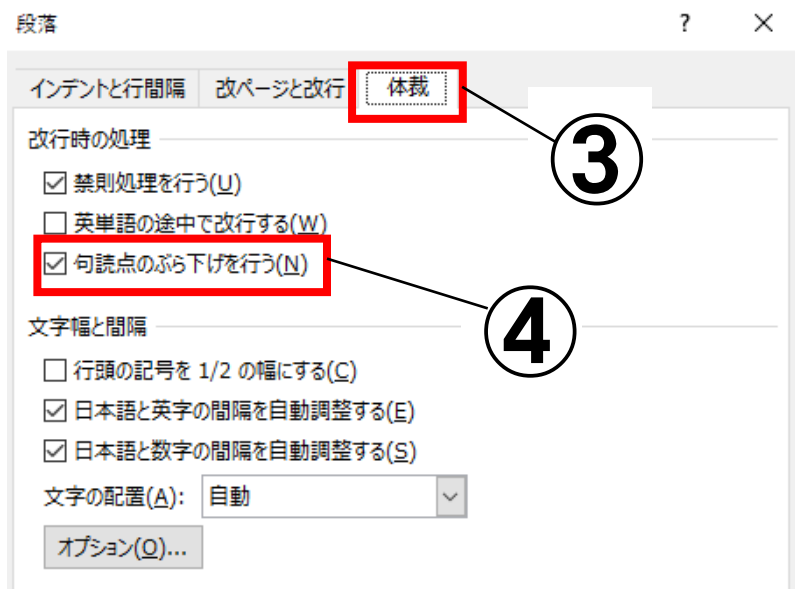 段落 ? ×
インデントと行間隔 改ページと改行 体裁
③
改行時の処理
禁則処理を行う(U)
英単語の途中で改行する(W)
句読点のぶら下げを行う(N)
④
文字幅と間隔
行頭の記号を 1/2 の幅にする(C)
日本語と英字の間隔を自動調整する(E)
日本語と数字の間隔を自動調整する(S)
文字の配置(A): 自動
オプション(O)...